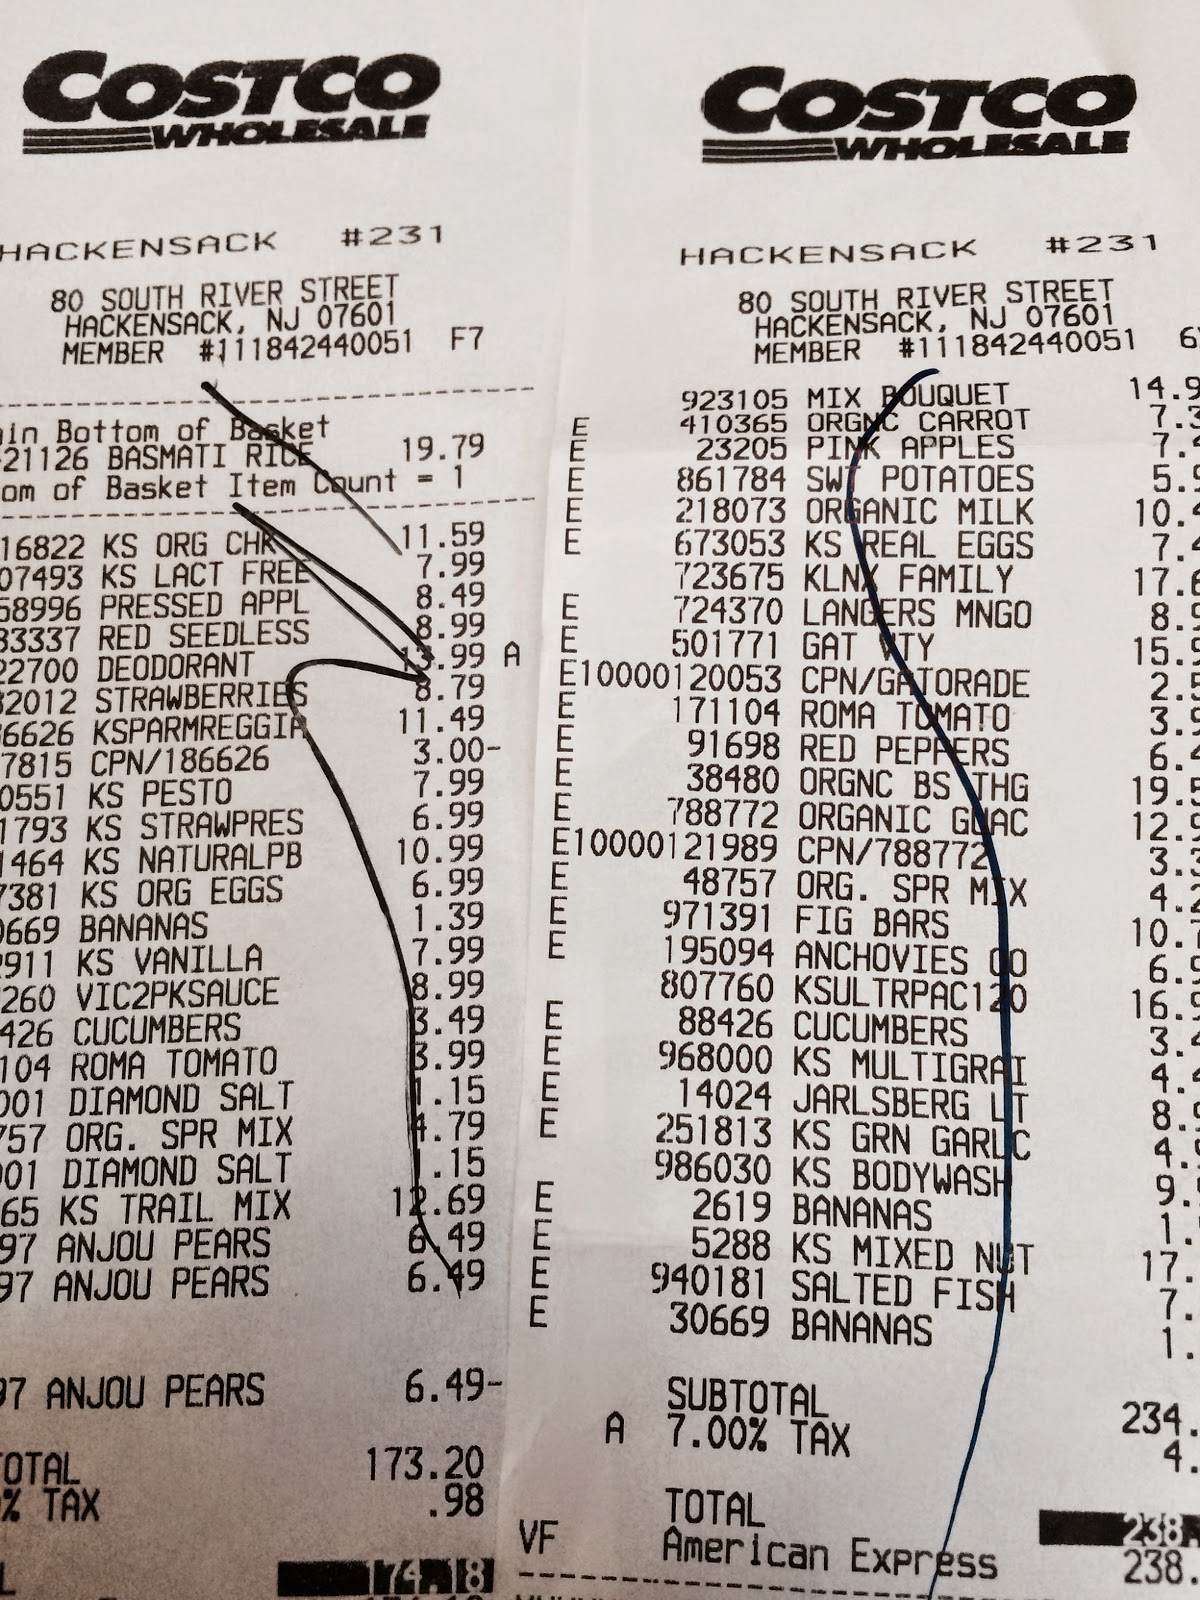 COSTCO
WHOLESALE
HACKENSACK #231
80 SOUTH RIVER STREET
HACKENSACK, NJ 07601
MEMBER #111842440051 F7
in Bottom of Basket
21126 BASMATI RICE 19.79
om of Basket Item Count = 1
16822 KS ORG CHK 11.59
07493 KS LACT FREE 7.99
58996 PRESSED APPL 8.49
33337 RED SEEDLESS 8.99
22700 DEODORANT 13.99 A
32012 STRAWBERRIES 8.79
6626 KSPARMREGGIA 11.49
7815 CPN/186626 3.00-
0551 KS PESTO 7.99
1793 KS STRAWPRES 6.99
1464 KS NATURALPB 10.99
7381 KS ORG EGGS 6.99
0669 BANANAS 1.39
2911 KS VANILLA 7.99
260 VIC2PKSAUCE 8.99
426 CUCUMBERS 3.49
104 ROMA TOMATO 3.99
001 DIAMOND SALT 1.15
757 ORG. SPR MIX 4.79
001 DIAMOND SALT 1.15
65 KS TRAIL MIX 12.69
97 ANJOU PEARS 6.49
97 ANJOU PEARS 6.49
97 ANJOU PEARS 6.49-
OTAL 173.20
% TAX .98
L 174.18
COSTCO
WHOLESALE
HACKENSACK #231
80 SOUTH RIVER STREET
HACKENSACK, NJ 07601
MEMBER #111842440051 6
923105 MIX BOUQUET 14.9
E 410365 ORGNC CARROT 7.3
E 23205 PINK APPLES 7.4
E 861784 SWT POTATOES 5.9
E 218073 ORGANIC MILK 10.4
E 673053 KS REAL EGGS 7.4
723675 KLNX FAMILY 17.6
E 724370 LANGERS MNGO 8.9
E 501771 GAT VTY 15.9
E10000120053 CPN/GATORADE 2.5
E 171104 ROMA TOMATO 3.9
E 91698 RED PEPPERS 6.4
E 38480 ORGNC BS THG 19.5
E 788772 ORGANIC GUAC 12.9
E10000121989 CPN/788772 3.3
E 48757 ORG. SPR MIX 4.2
E 971391 FIG BARS 10.7
E 195094 ANCHOVIES OO 6.9
807760 KSULTRPAC120 16.9
E 88426 CUCUMBERS 3.4
E 968000 KS MULTIGRAI 4.4
E 14024 JARLSBERG LT 8.9
E 251813 KS GRN GARLC 4.9
986030 KS BODYWASH 9.
E 2619 BANANAS 1.
E 5288 KS MIXED NUT 17.
E 940181 SALTED FISH 7.
E 30669 BANANAS 1.
SUBTOTAL 234.
A 7.00% TAX 4.
TOTAL 238.
VF American Express 238.